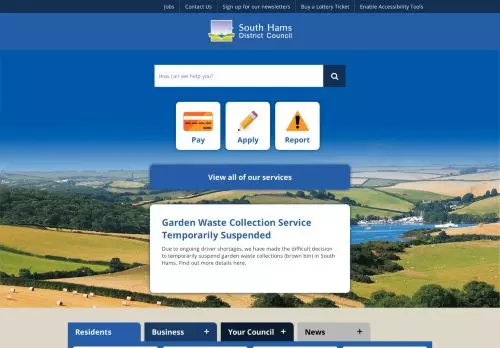 Jobs
Contact Us
Sign up for our newsletters
Buy a Lottery Ticket
Enable Accessibility Tools
South Hams
District Council
How can we help you?
Pay
Apply
Report
View all of our services
Garden Waste Collection Service
Temporarily Suspended
Due to ongoing driver shortages, we have made the difficult decision
to temporarily suspend garden waste collections (brown bin) in South
Hams. Find out more details here.
Residents
Business +
Your Council +
News +